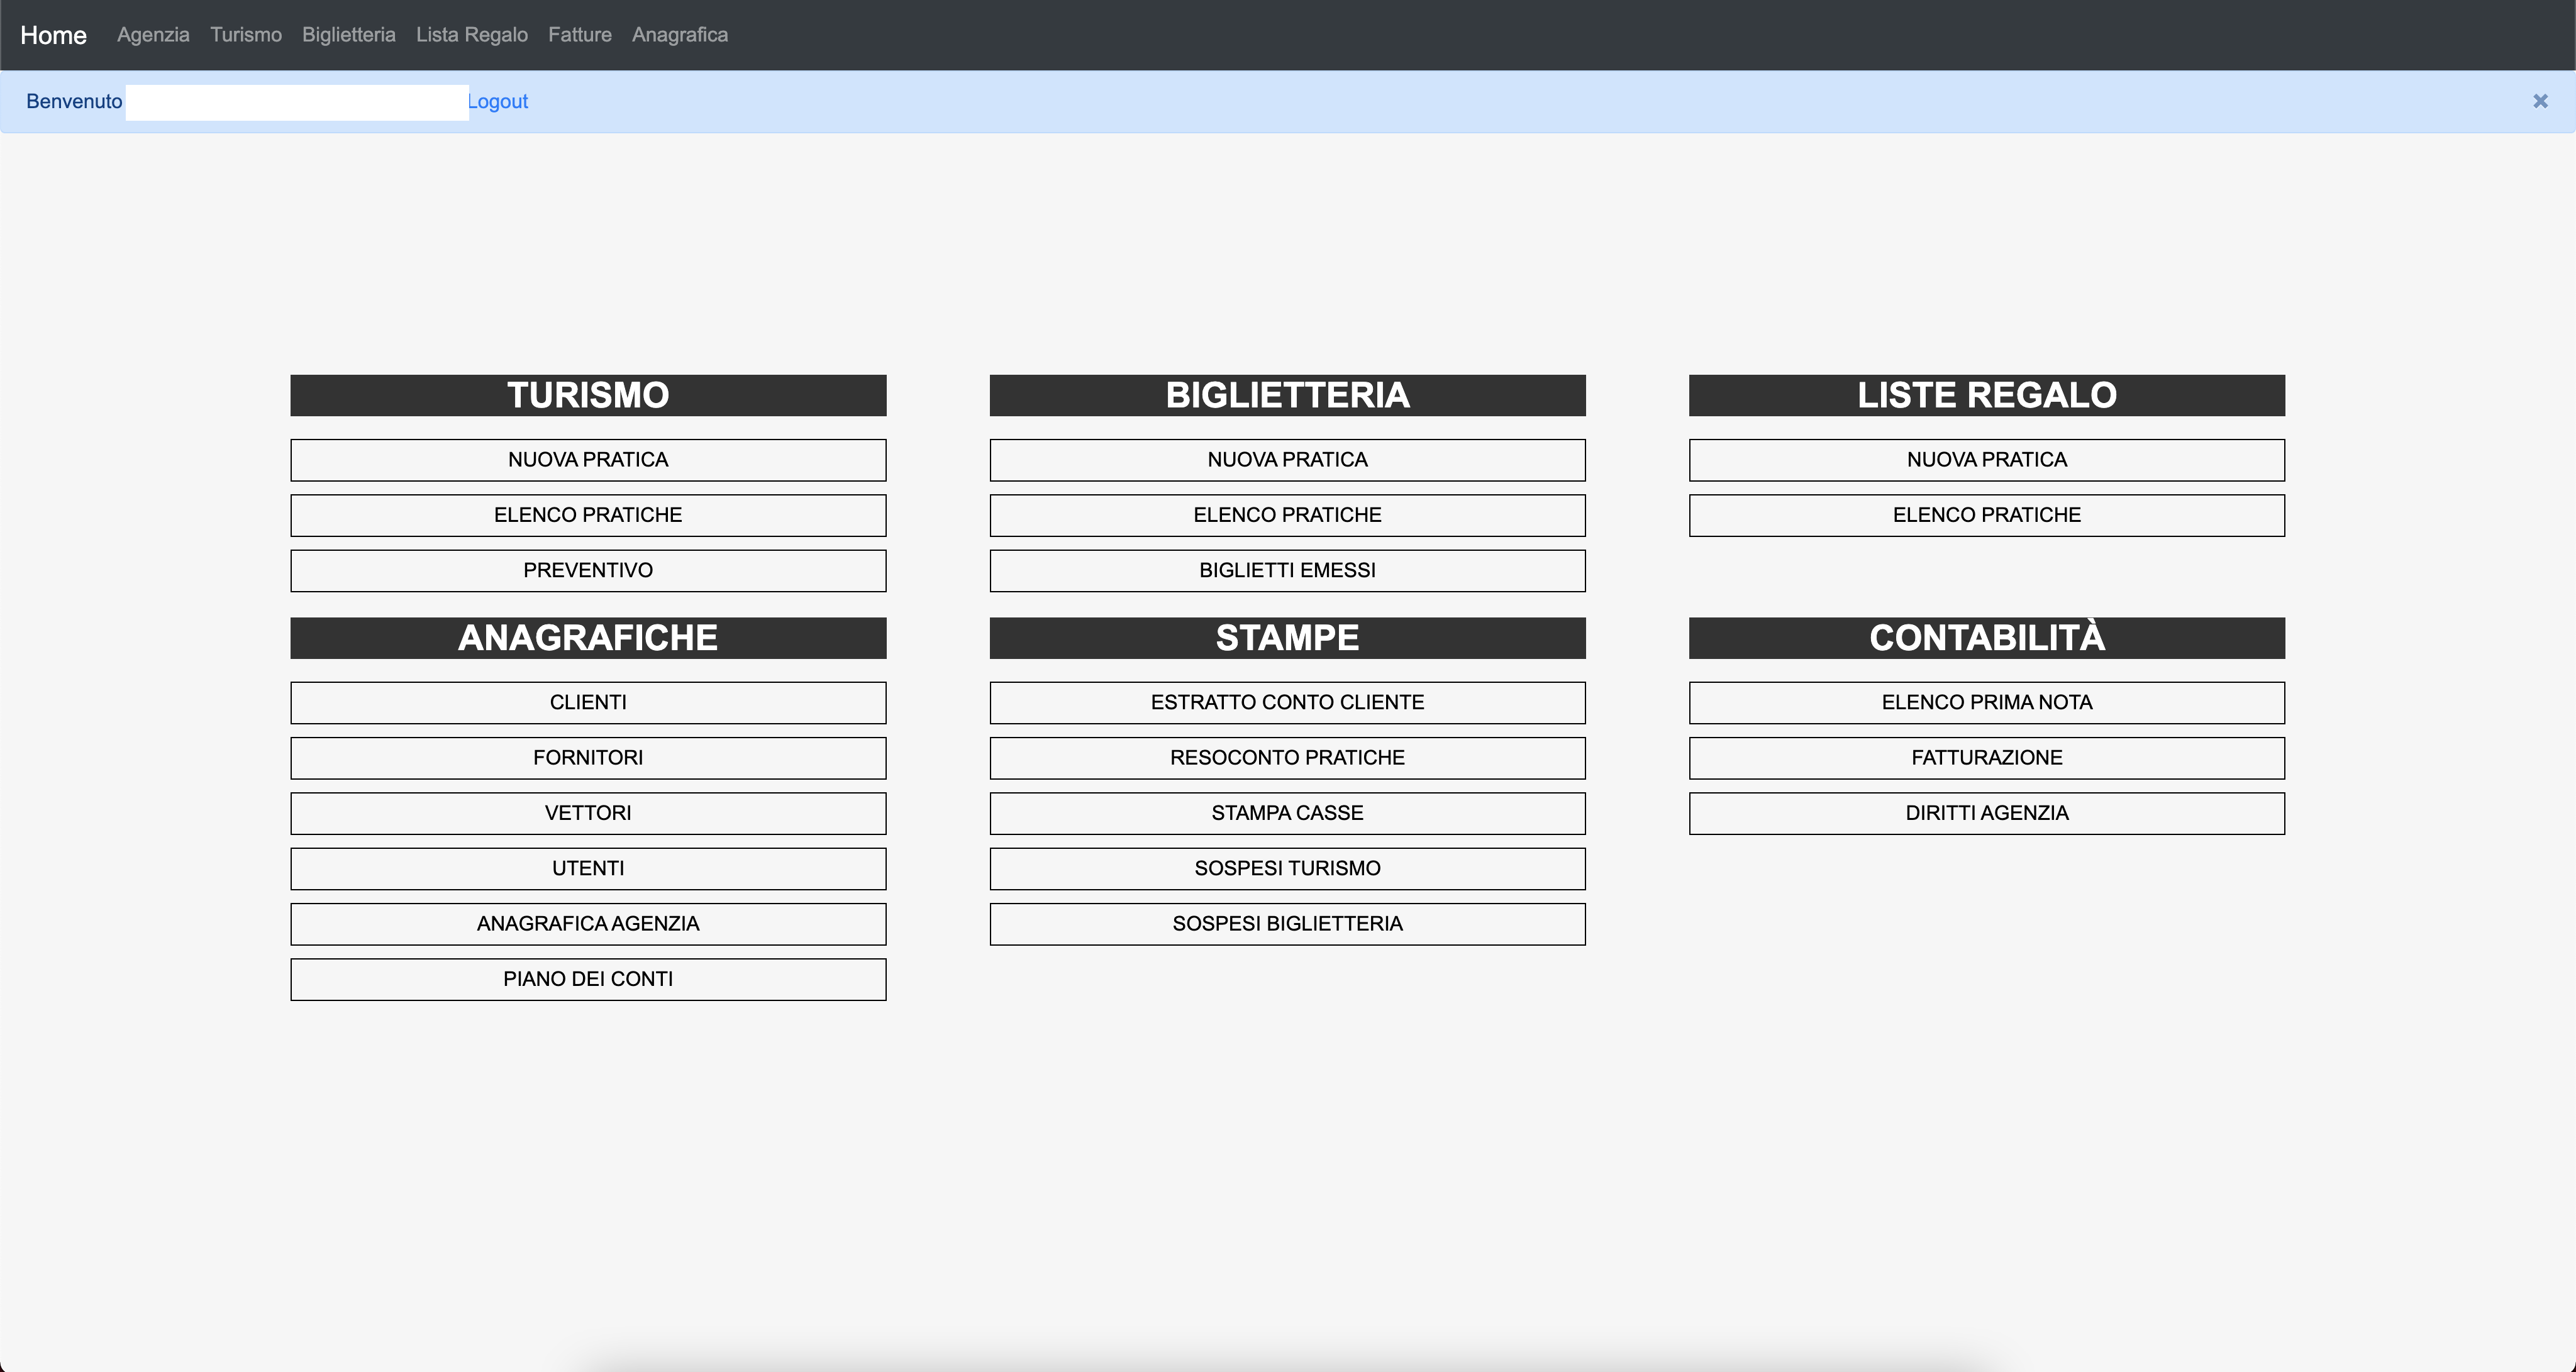 Home Agenzia Turismo Biglietteria Lista Regalo Fatture Anagrafica
Benvenuto Logout
×
TURISMO
NUOVA PRATICA
ELENCO PRATICHE
PREVENTIVO
BIGLIETTERIA
NUOVA PRATICA
ELENCO PRATICHE
BIGLIETTI EMESSI
LISTE REGALO
NUOVA PRATICA
ELENCO PRATICHE
ANAGRAFICHE
CLIENTI
FORNITORI
VETTORI
UTENTI
ANAGRAFICA AGENZIA
PIANO DEI CONTI
STAMPE
ESTRATTO CONTO CLIENTE
RESOCONTO PRATICHE
STAMPA CASSE
SOSPESI TURISMO
SOSPESI BIGLIETTERIA
CONTABILITÀ
ELENCO PRIMA NOTA
FATTURAZIONE
DIRITTI AGENZIA